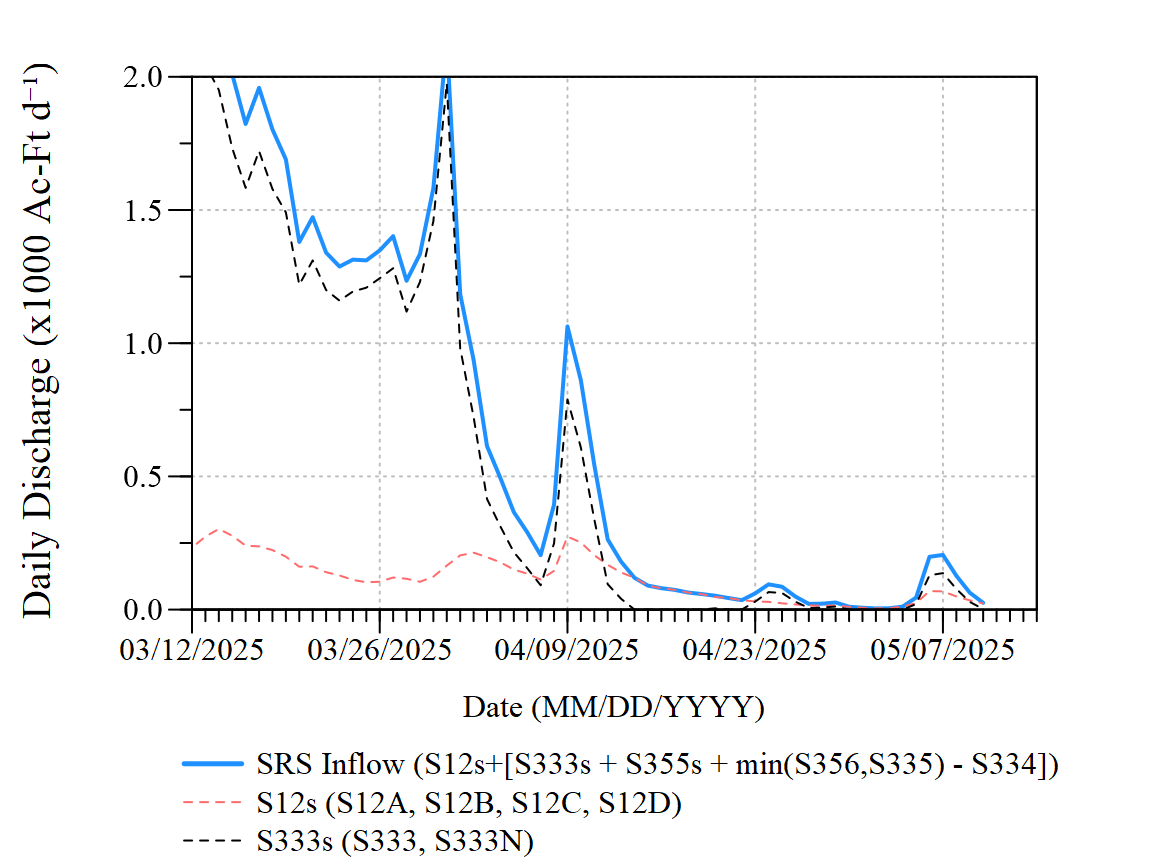 Daily Discharge (x1000 Ac-Ft d⁻¹)
2.0
1.5
1.0
0.5
0.0
03/12/2025 03/26/2025 04/09/2025 04/23/2025 05/07/2025
Date (MM/DD/YYYY)
SRS Inflow (S12s+[S333s + S355s + min(S356,S335) - S334])
S12s (S12A, S12B, S12C, S12D)
S333s (S333, S333N)